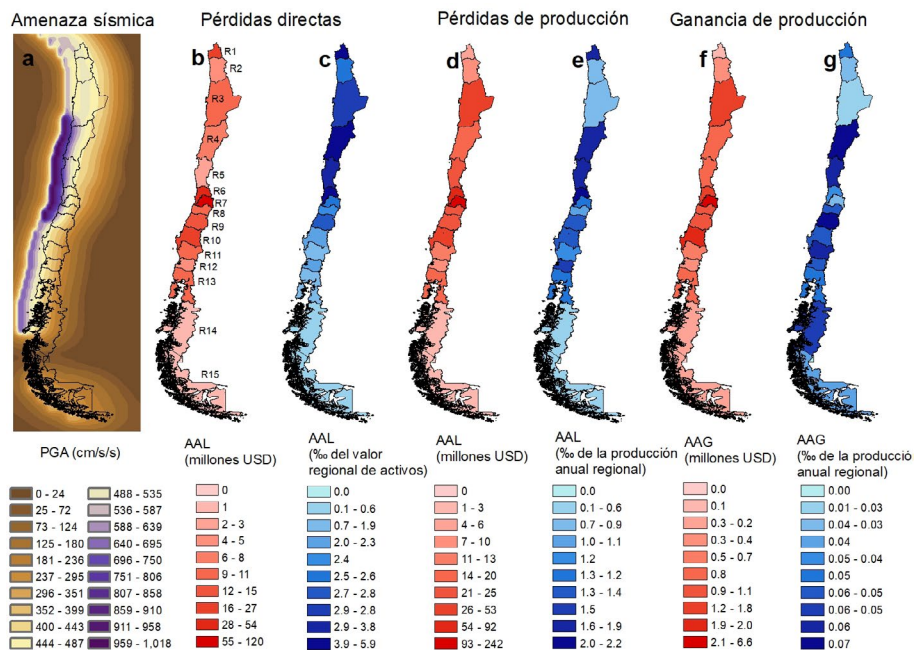 Amenaza sísmica Pérdidas directas Pérdidas de producción Ganancia de producción
a b c d e f g
R1
R2
R3
R4
R5
R6
R7
R8
R9
R10
R11
R12
R13
R14
R15
PGA (cm/s/s)
0 - 24
25 - 72
73 - 124
125 - 180
181 - 236
237 - 295
296 - 351
352 - 399
400 - 443
444 - 487
488 - 535
536 - 587
588 - 639
640 - 695
696 - 750
751 - 806
807 - 858
859 - 910
911 - 958
959 - 1,018
AAL
(millones USD)
0
1
2 - 3
4 - 5
6 - 8
9 - 11
12 - 15
16 - 27
28 - 54
55 - 120
AAL
(‰ del valor
regional de activos)
0.0
0.1 - 0.6
0.7 - 1.9
2.0 - 2.3
2.4
2.5 - 2.6
2.7 - 2.8
2.9 - 2.8
2.9 - 3.8
3.9 - 5.9
AAL
(millones USD)
0
1 - 3
4 - 6
7 - 10
11 - 13
14 - 20
21 - 25
26 - 53
54 - 92
93 - 242
AAL
(‰ de la producción
anual regional)
0.0
0.1 - 0.6
0.7 - 0.9
1.0 - 1.1
1.2
1.3 - 1.2
1.3 - 1.4
1.5
1.6 - 1.9
2.0 - 2.2
AAG
(millones USD)
0
0.1
0.3 - 0.2
0.3 - 0.4
0.5 - 0.7
0.8
0.9 - 1.1
1.2 - 1.8
1.9 - 2.0
2.1 - 6.6
AAG
(‰ de la producció
anual regional)
0.00
0.01 - 0.03
0.04 - 0.03
0.04
0.05 - 0.04
0.05
0.06 - 0.05
0.06 - 0.05
0.06
0.07